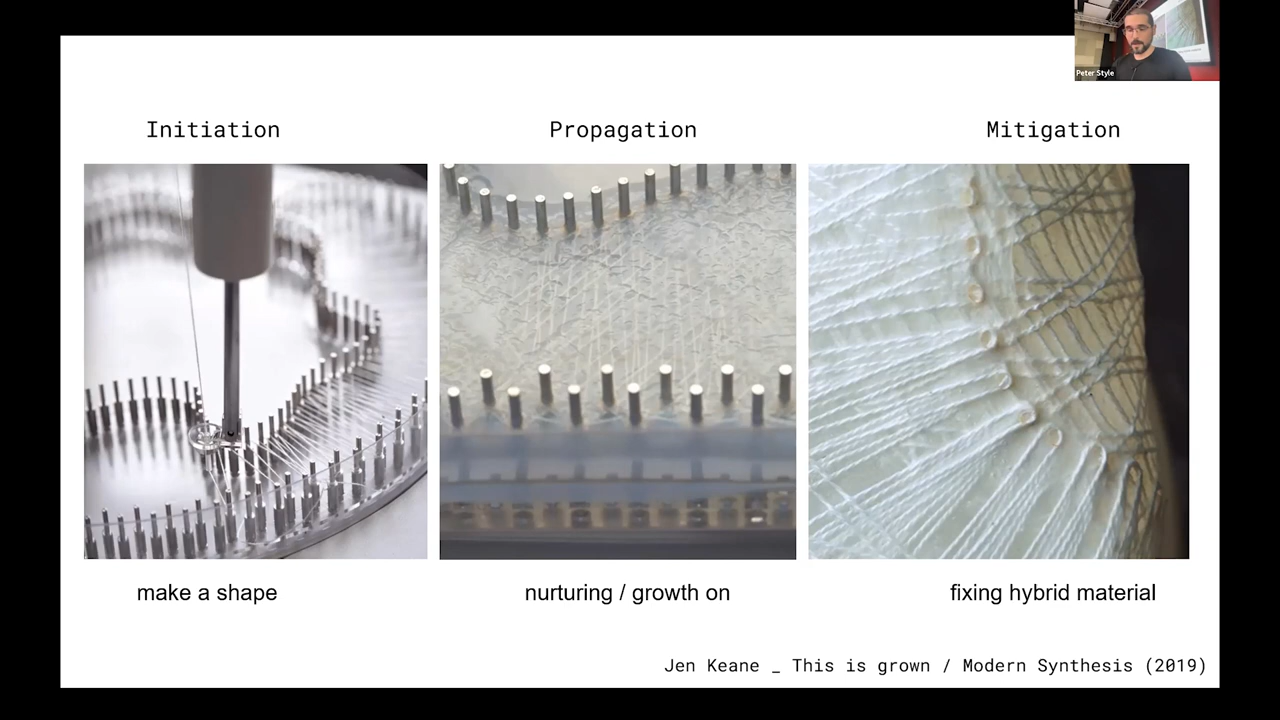 Peter Style
Initiation
Propagation
Mitigation
make a shape
nurturing / growth on
fixing hybrid material
Jen Keane _ This is grown / Modern Synthesis (2019)